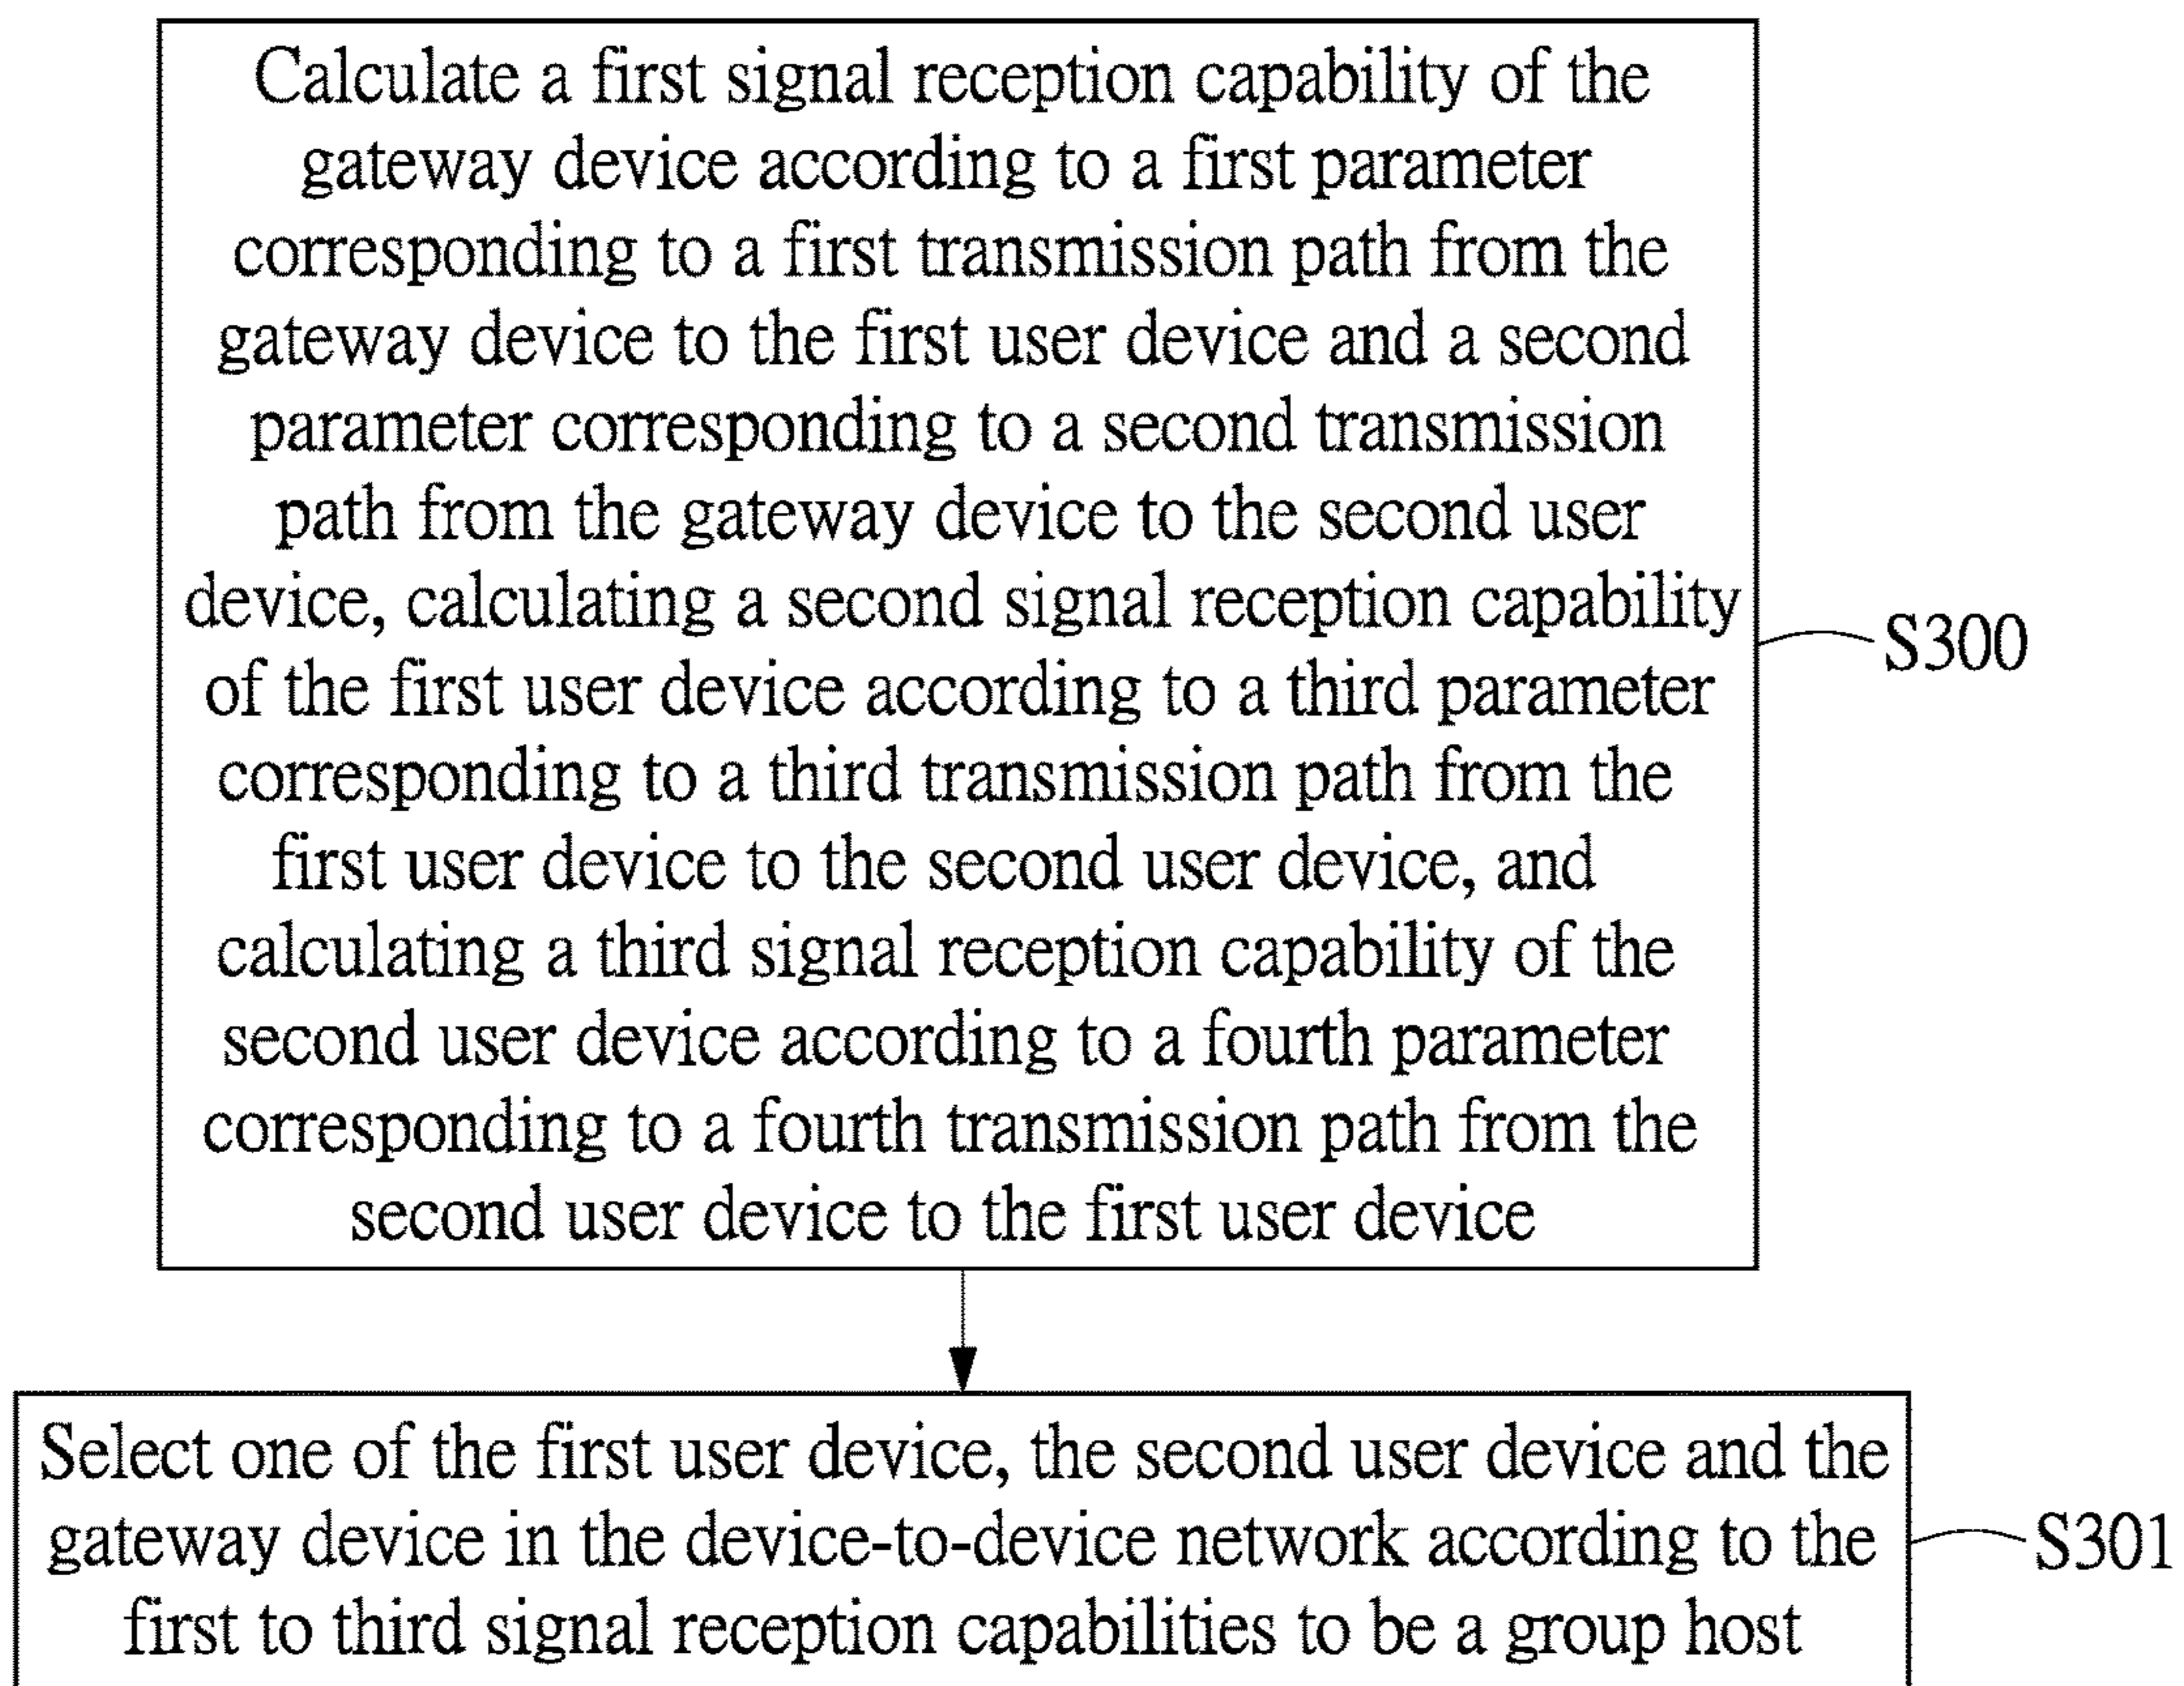 Calculate a first signal reception capability of the
gateway device according to a first parameter
corresponding to a first transmission path from the
gateway device to the first user device and a second
parameter corresponding to a second transmission
path from the gateway device to the second user
device, calculating a second signal reception capability
of the first user device according to a third parameter
corresponding to a third transmission path from the
first user device to the second user device, and
calculating a third signal reception capability of the
second user device according to a fourth parameter
corresponding to a fourth transmission path from the
second user device to the first user device
S300
Select one of the first user device, the second user device and the
gateway device in the device-to-device network according to the
first to third signal reception capabilities to be a group host
S301